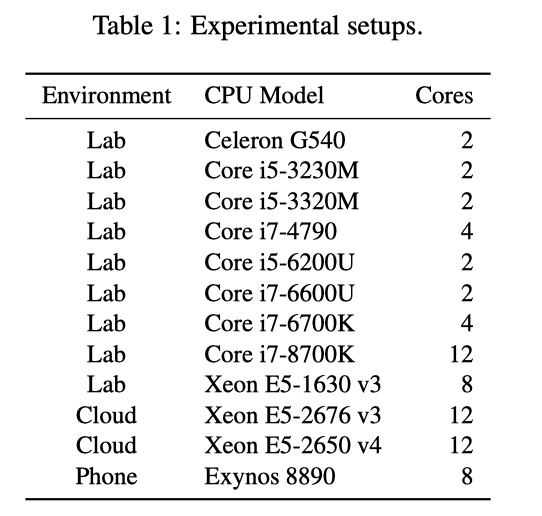 Table 1: Experimental setups.
Environment CPU Model Cores
Lab Celeron G540 2
Lab Core i5-3230M 2
Lab Core i5-3320M 2
Lab Core i7-4790 4
Lab Core i5-6200U 2
Lab Core i7-6600U 2
Lab Core i7-6700K 4
Lab Core i7-8700K 12
Lab Xeon E5-1630 v3 8
Cloud Xeon E5-2676 v3 12
Cloud Xeon E5-2650 v4 12
Phone Exynos 8890 8